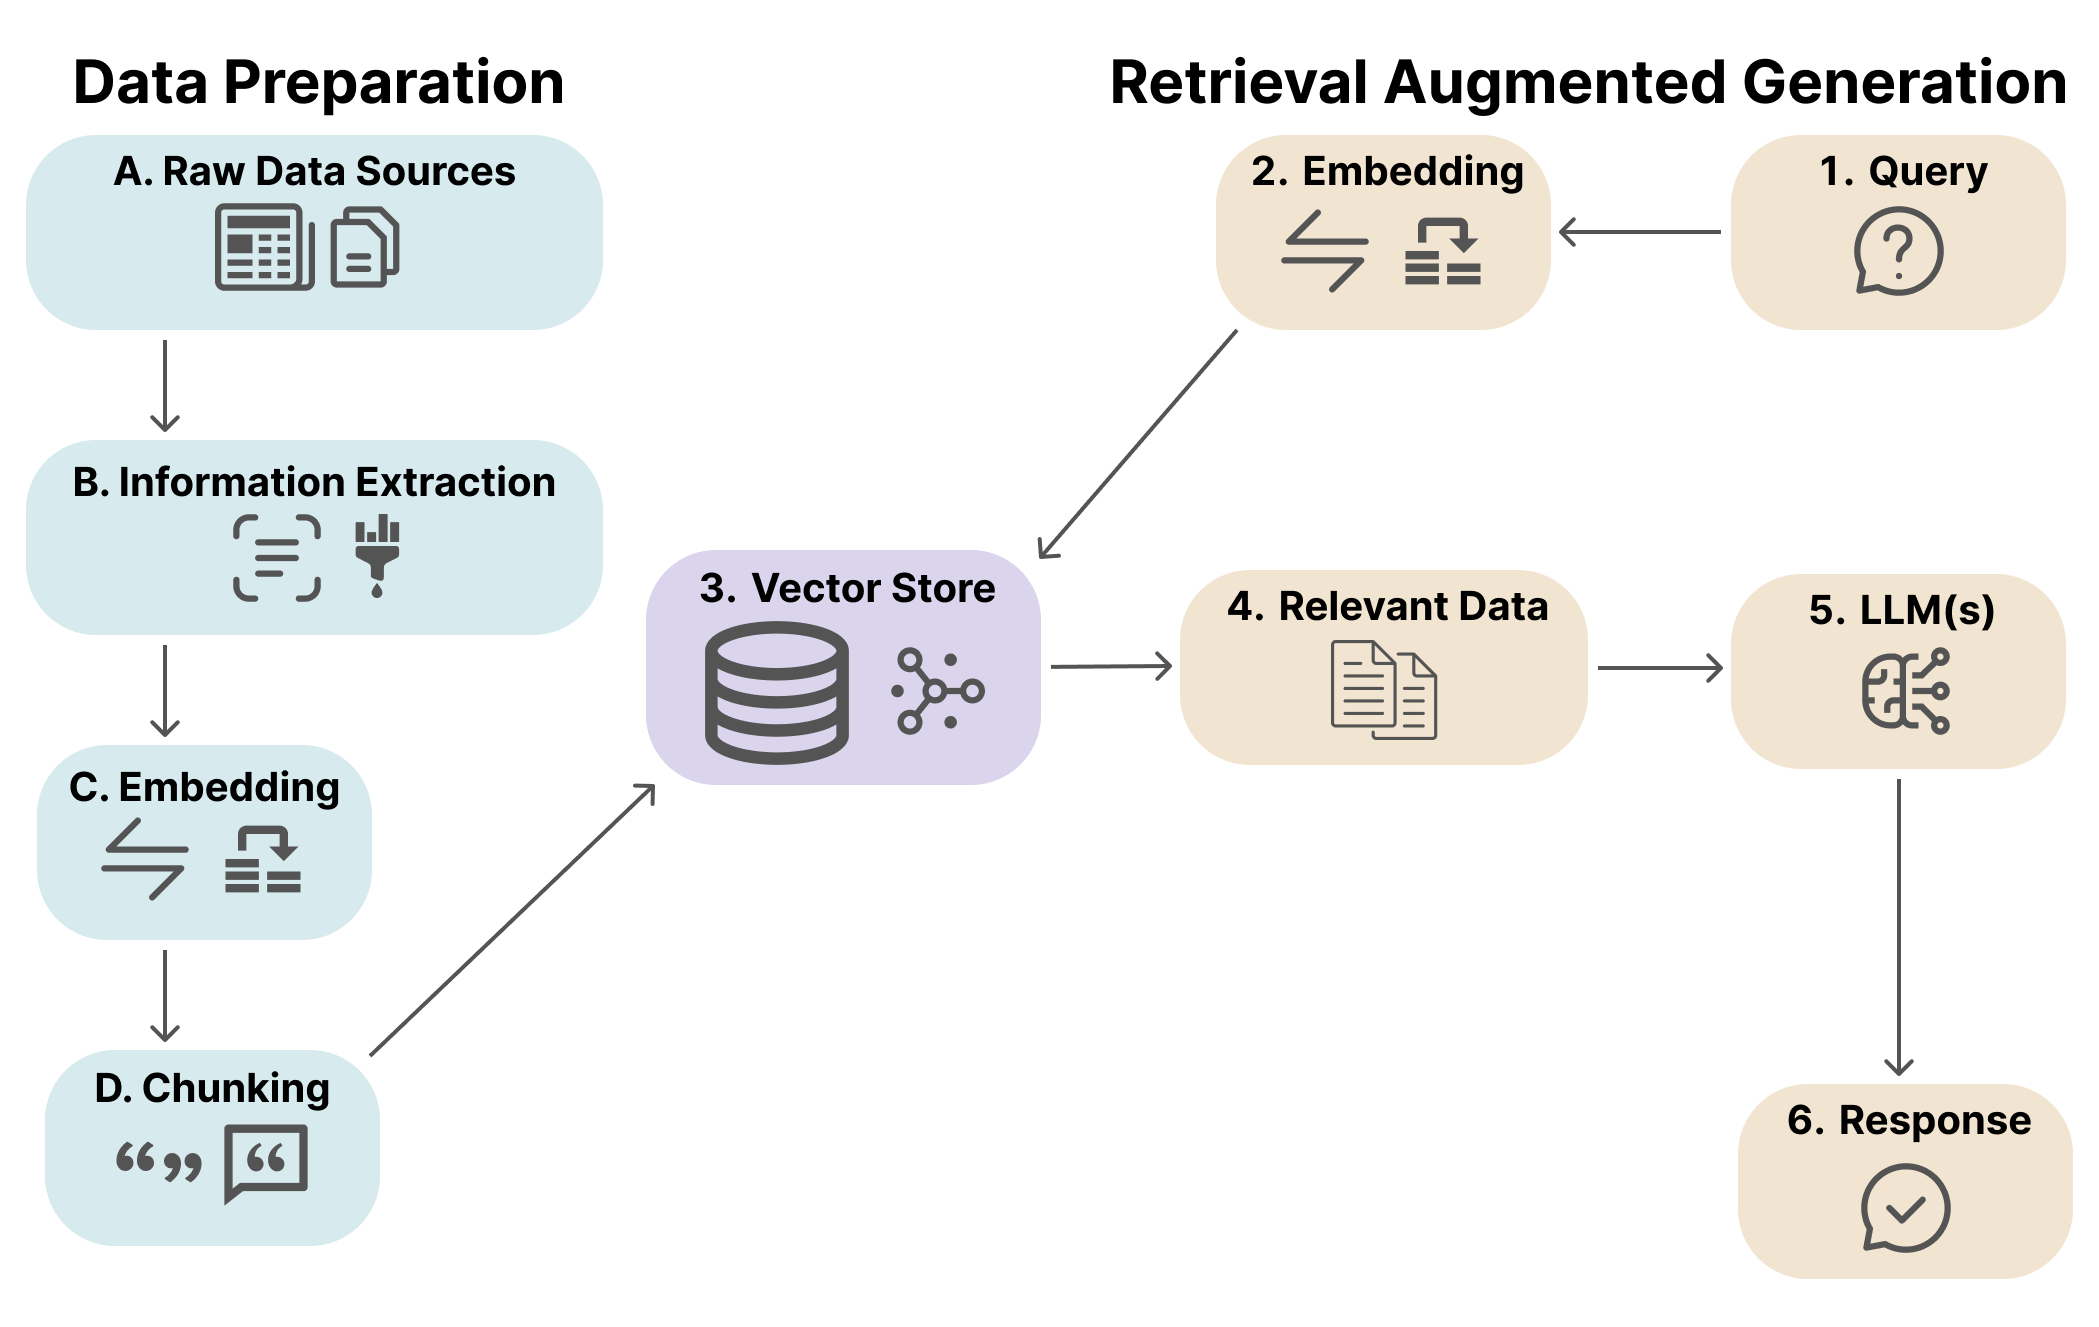 Data Preparation
A. Raw Data Sources
B. Information Extraction
C. Embedding
D. Chunking
Retrieval Augmented Generation
1. Query
2. Embedding
3. Vector Store
4. Relevant Data
5. LLM(s)
6. Response